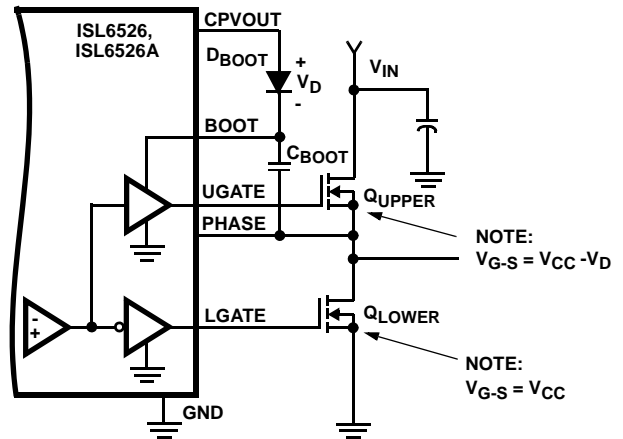 ISL6526,
ISL6526A
CPVOUT
DBOOT
+
VD
-
VIN
BOOT
CBOOT
UGATE
QUPPER
PHASE
NOTE:
VG-S = VCC -VD
-
+
LGATE
QLOWER
NOTE:
VG-S = VCC
GND